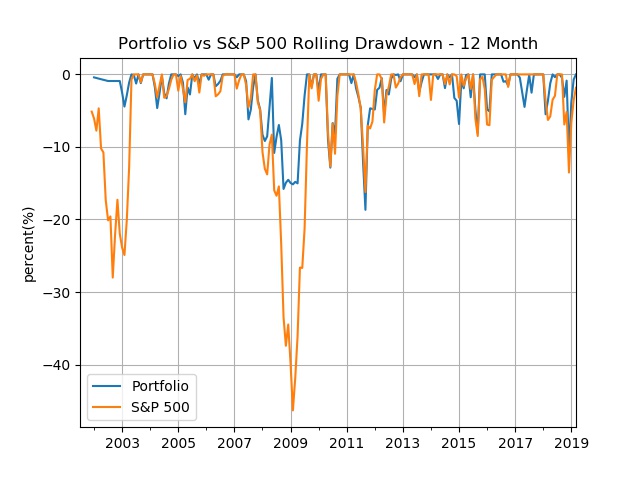 Portfolio vs S&P 500 Rolling Drawdown - 12 Month
0
−10
−20
−30
−40
percent(%)
Portfolio
S&P 500
2003 2005 2007 2009 2011 2013 2015 2017 2019